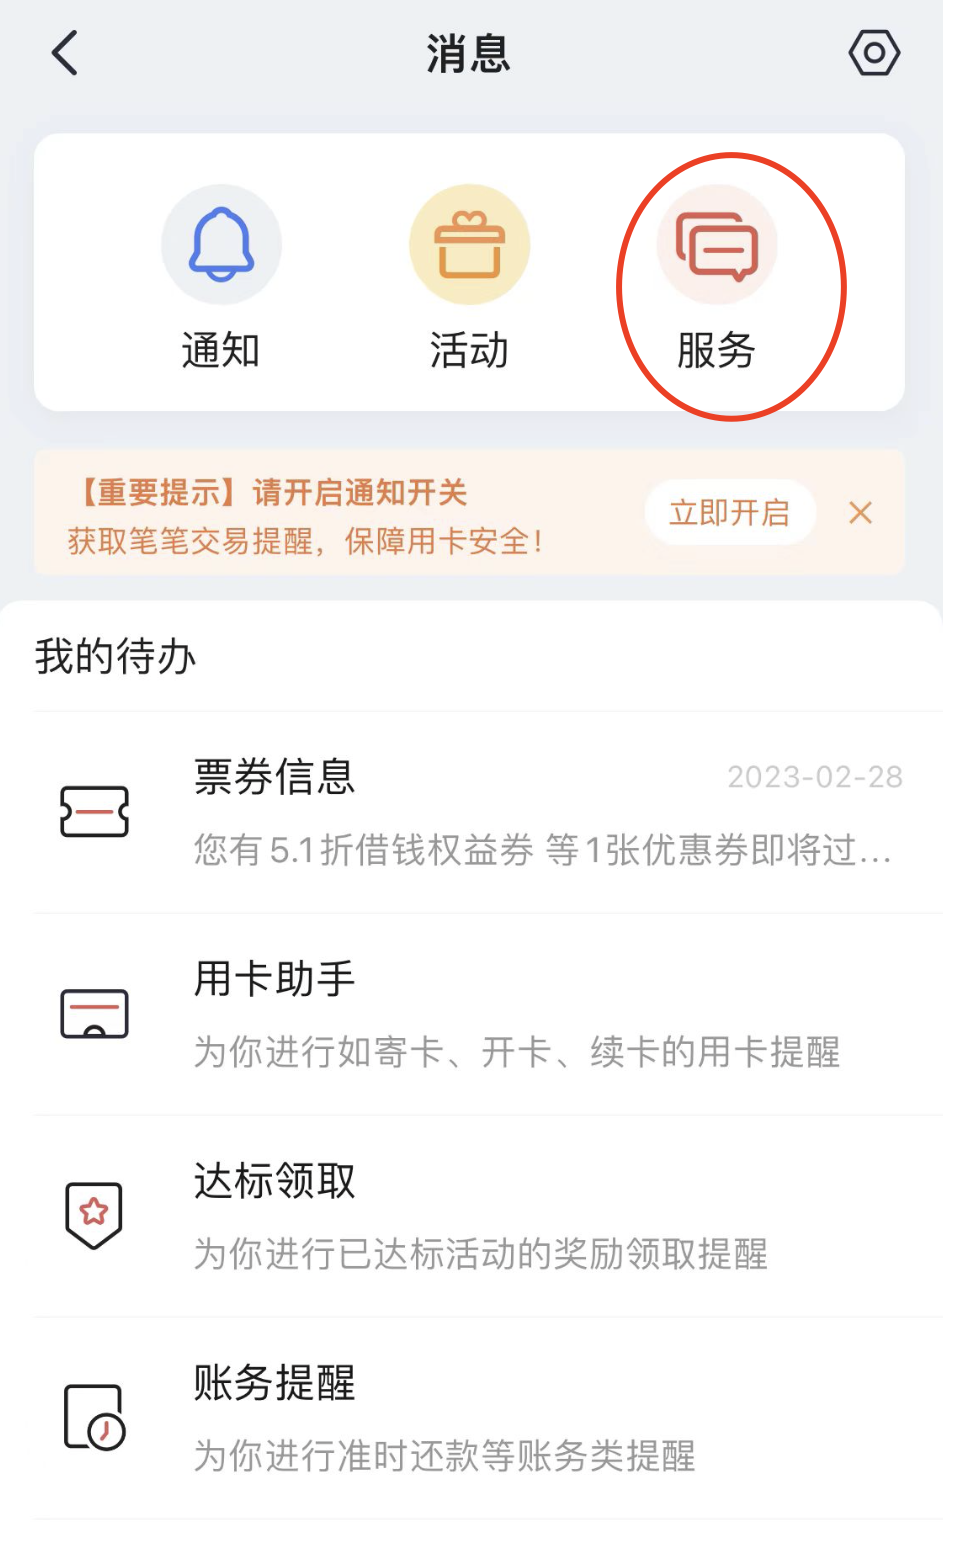 消息
通知
活动
服务
【重要提示】请开启通知开关
获取笔笔交易提醒，保障用卡安全！
立即开启
我的待办
票券信息
2023-02-28
您有5.1折借钱权益券 等1张优惠券即将过...
用卡助手
为你进行如寄卡、开卡、续卡的用卡提醒
达标领取
为你进行已达标活动的奖励领取提醒
账务提醒
为你进行准时还款等账务类提醒